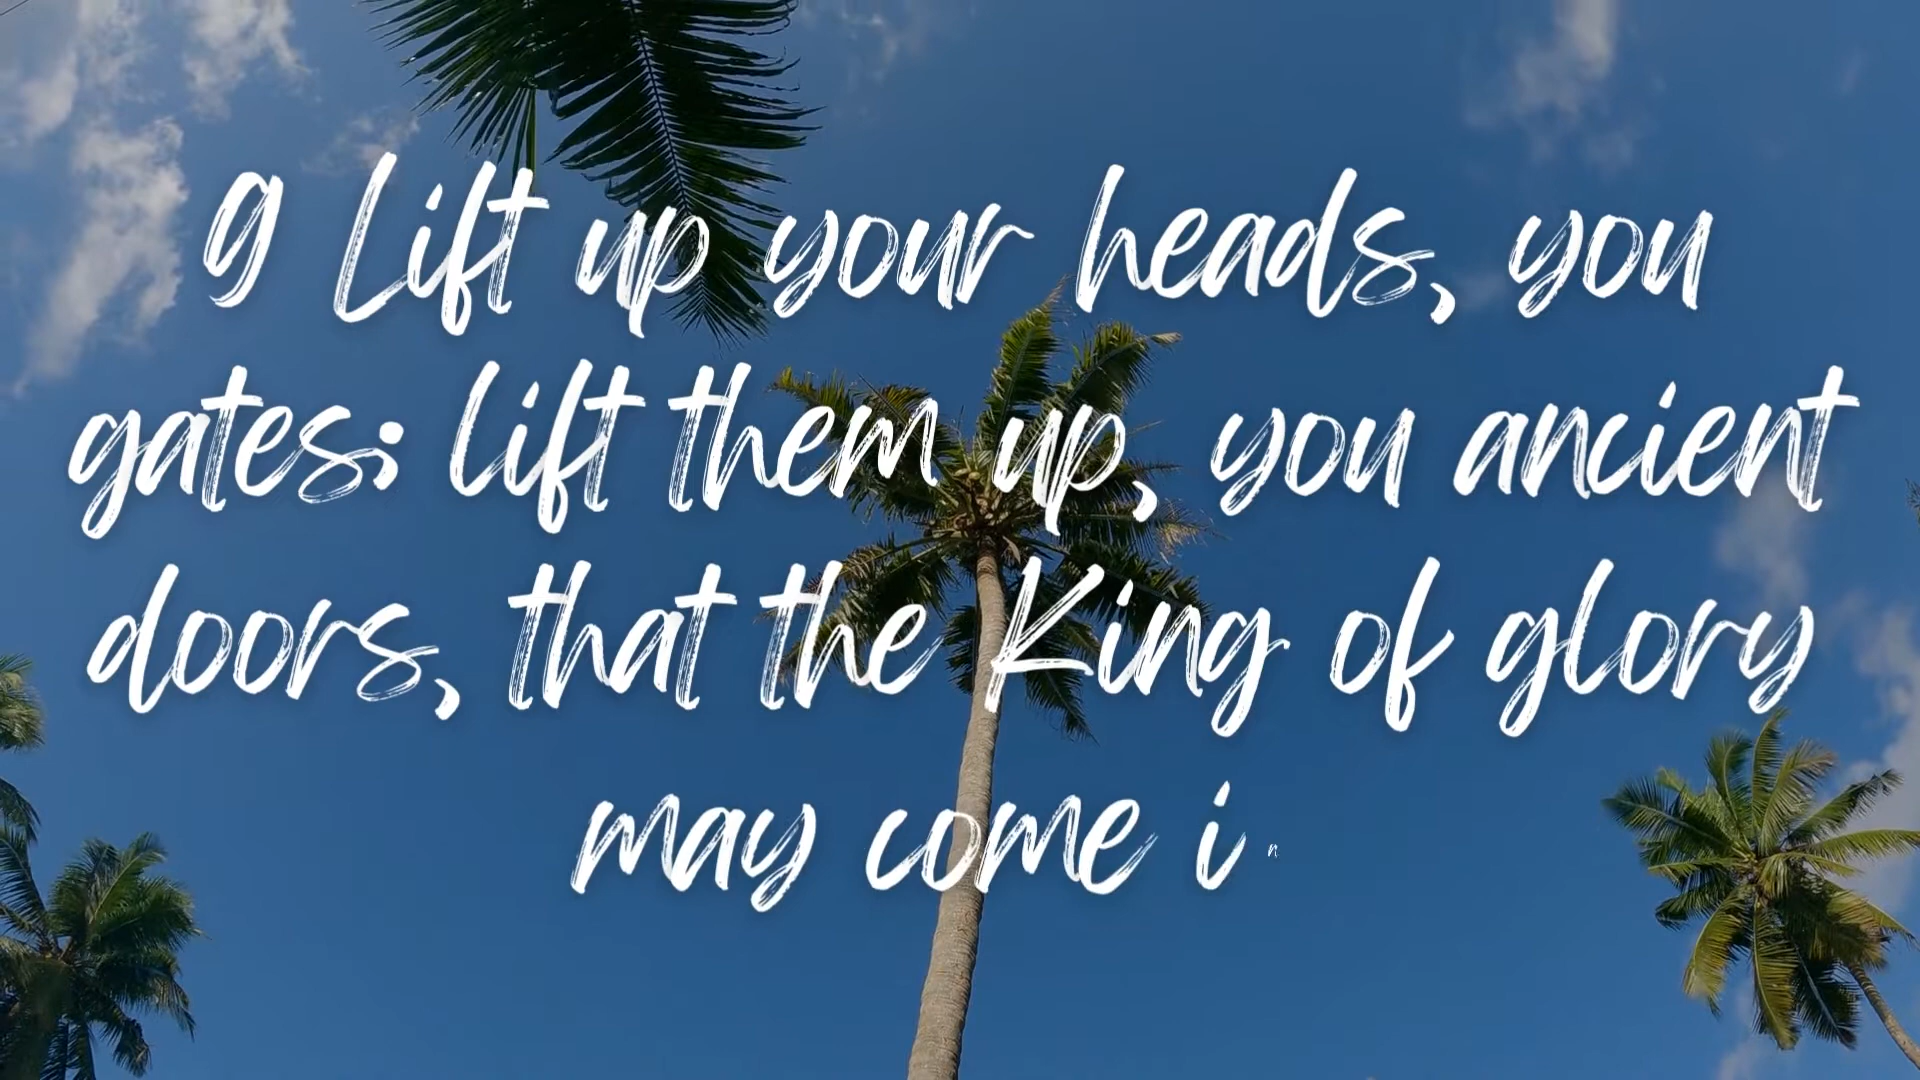 9 Lift up your heads, you
gates; lift them up, you ancient
doors, that the King of glory
may come in